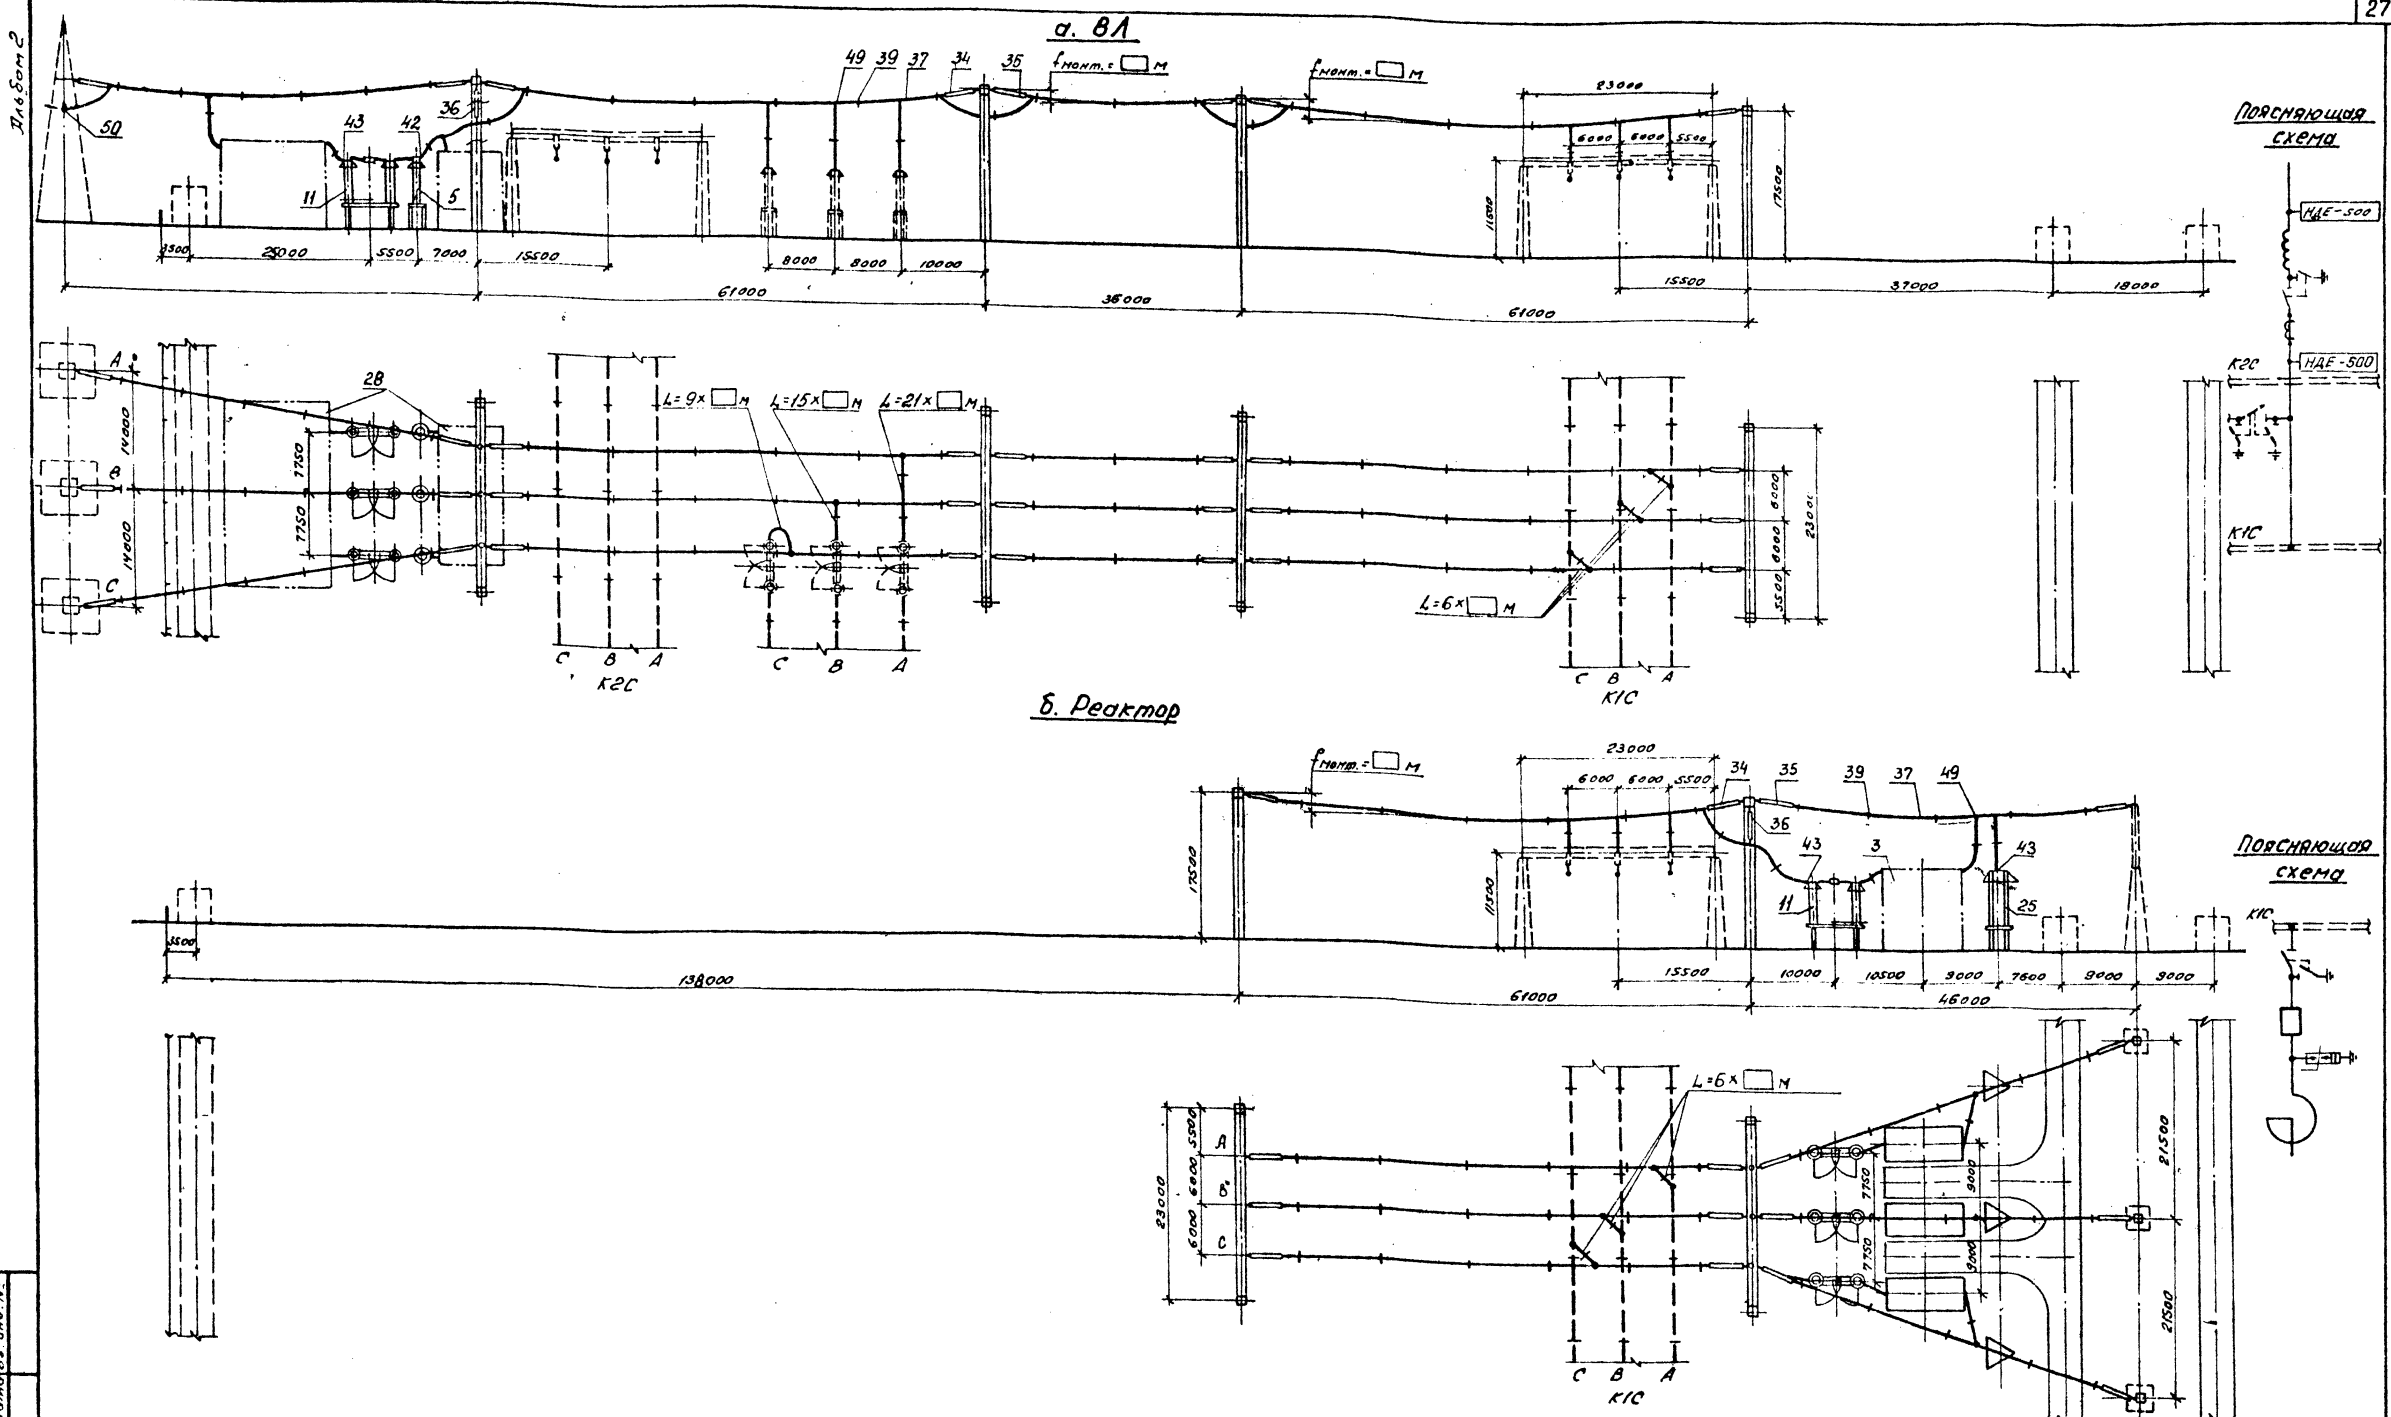 27
Альбом 2
а. ВЛ
49 39 37 34 35
fмонт.= м
fмонт.= м
23000
Поясняющая
схема
50
43 42 36
11 5
6000 6000 5500
11500
17500
НДЕ-500
3500 25000 5500 7000 15500
8000 8000 10000
15500 37000 18000
61000 36000 61000
А
В
С
14000
14000
28
7750
7750
L=9× м
L=15× м
L=21× м
L=6× м
6000
6000
5500
23000
К2С
НДЕ-500
К1С
С В А
К2С
С В А
С В А
К1С
б. Реактор
fмонт.= м
23000
6000 6000 5500
34 35 39 37 49
36
43 3 43
11 25
17500
11500
Поясняющая
схема
К1С
3500
138000
15500 10000 10500 9000 7600 9000 9000
61000 46000
L=6× м
23000
5500
6000
6000
А
В
С
7750
7750
9000
9000
21500
21500
С В А
К1С